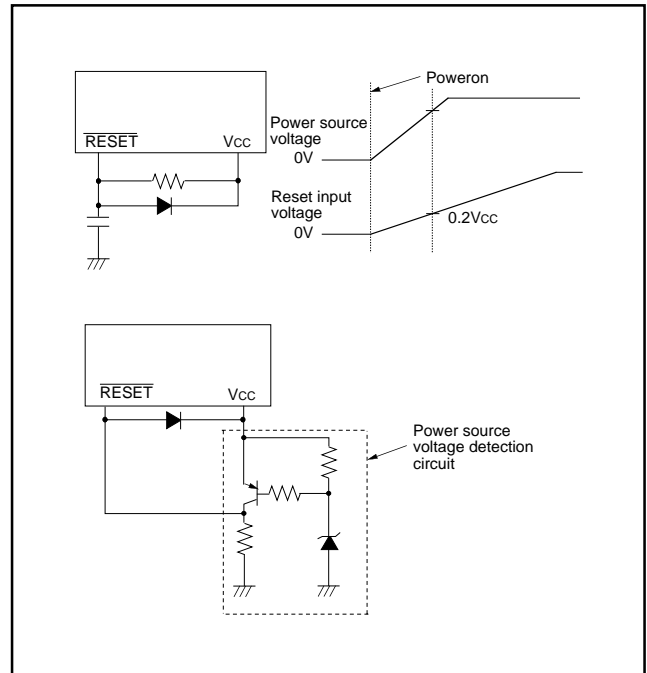 Poweron
RESET
VCC
Power source
voltage
0V
Reset input
voltage
0V
0.2VCC
RESET
VCC
Power source
voltage detection
circuit